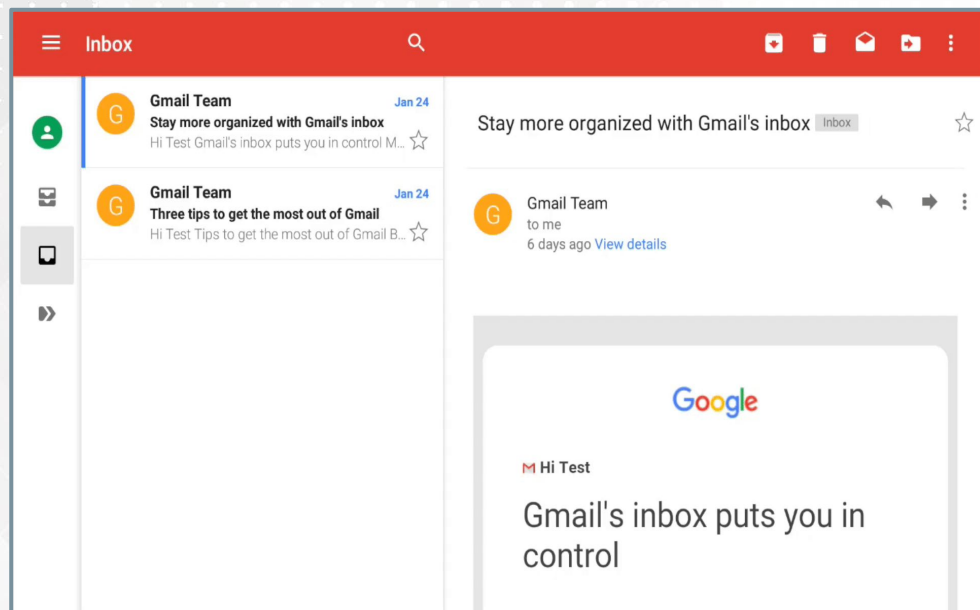 Inbox
G
Gmail Team
Jan 24
Stay more organized with Gmail's inbox
Hi Test Gmail's inbox puts you in control M...
G
Gmail Team
Jan 24
Three tips to get the most out of Gmail
Hi Test Tips to get the most out of Gmail B...
Stay more organized with Gmail's inbox Inbox
G
Gmail Team
to me
6 days ago View details
Google
M Hi Test
Gmail's inbox puts you in
control